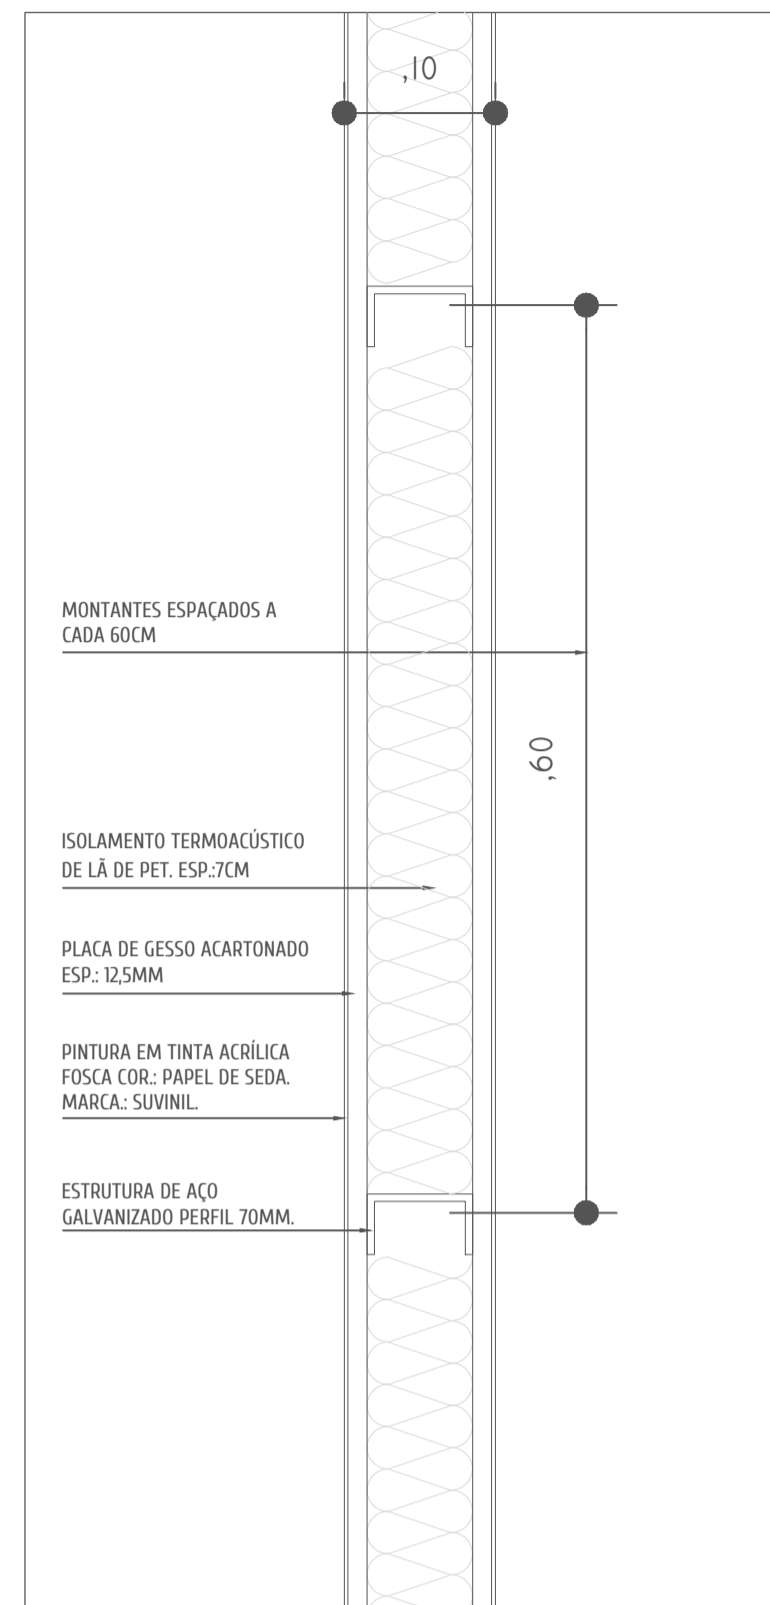 ,10
MONTANTES ESPAÇADOS A
CADA 60CM
,60
ISOLAMENTO TERMOACÚSTICO
DE LÃ DE PET. ESP.:7CM
PLACA DE GESSO ACARTONADO
ESP.: 12,5MM
PINTURA EM TINTA ACRÍLICA
FOSCA COR.: PAPEL DE SEDA.
MARCA.: SUVINIL.
ESTRUTURA DE AÇO
GALVANIZADO PERFIL 70MM.